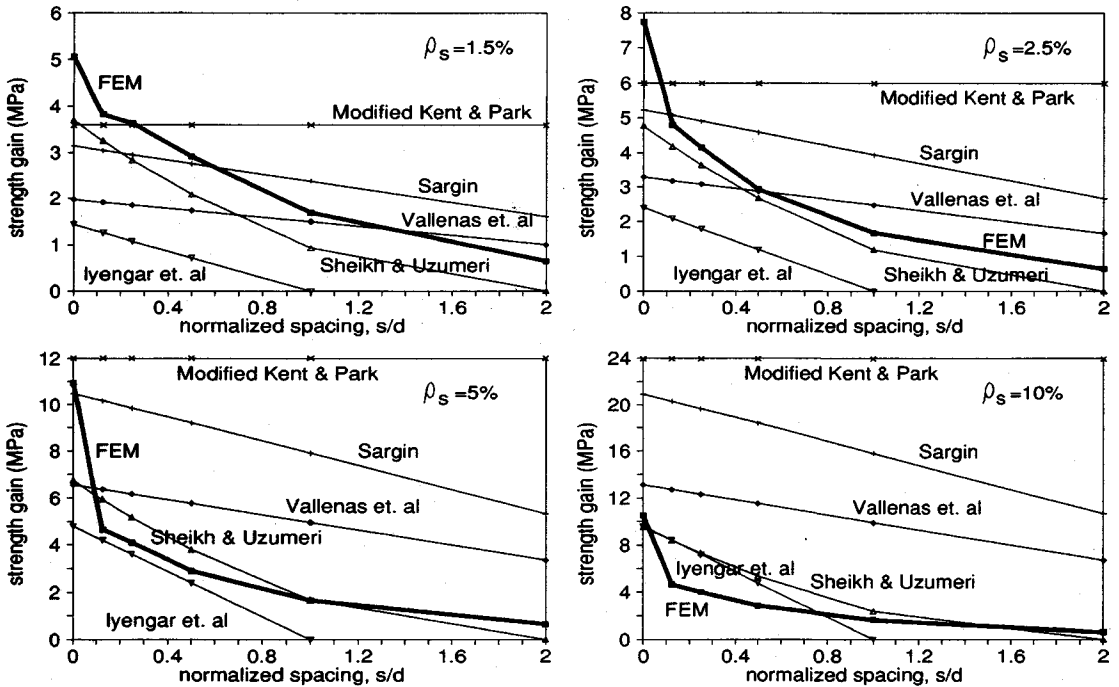 6
5
4
3
2
1
0
strength gain (MPa)
ρs=1.5%
FEM
Modified Kent & Park
Sargin
Vallenas et. al
Sheikh & Uzumeri
Iyengar et. al
0 0.4 0.8 1.2 1.6 2
normalized spacing, s/d
8
7
6
5
4
3
2
1
0
strength gain (MPa)
ρs=2.5%
Modified Kent & Park
Sargin
Vallenas et. al
FEM
Iyengar et. al
Sheikh & Uzumeri
0 0.4 0.8 1.2 1.6 2
normalized spacing, s/d
12
10
8
6
4
2
0
strength gain (MPa)
Modified Kent & Park
ρs=5%
FEM
Sargin
Vallenas et. al
Sheikh & Uzumeri
Iyengar et. al
0 0.4 0.8 1.2 1.6 2
normalized spacing, s/d
24
20
16
12
8
4
0
strength gain (MPa)
Modified Kent & Park
ρs=10%
Sargin
Vallenas et. al
Iyengar et. al
Sheikh & Uzumeri
FEM
0 0.4 0.8 1.2 1.6 2
normalized spacing, s/d